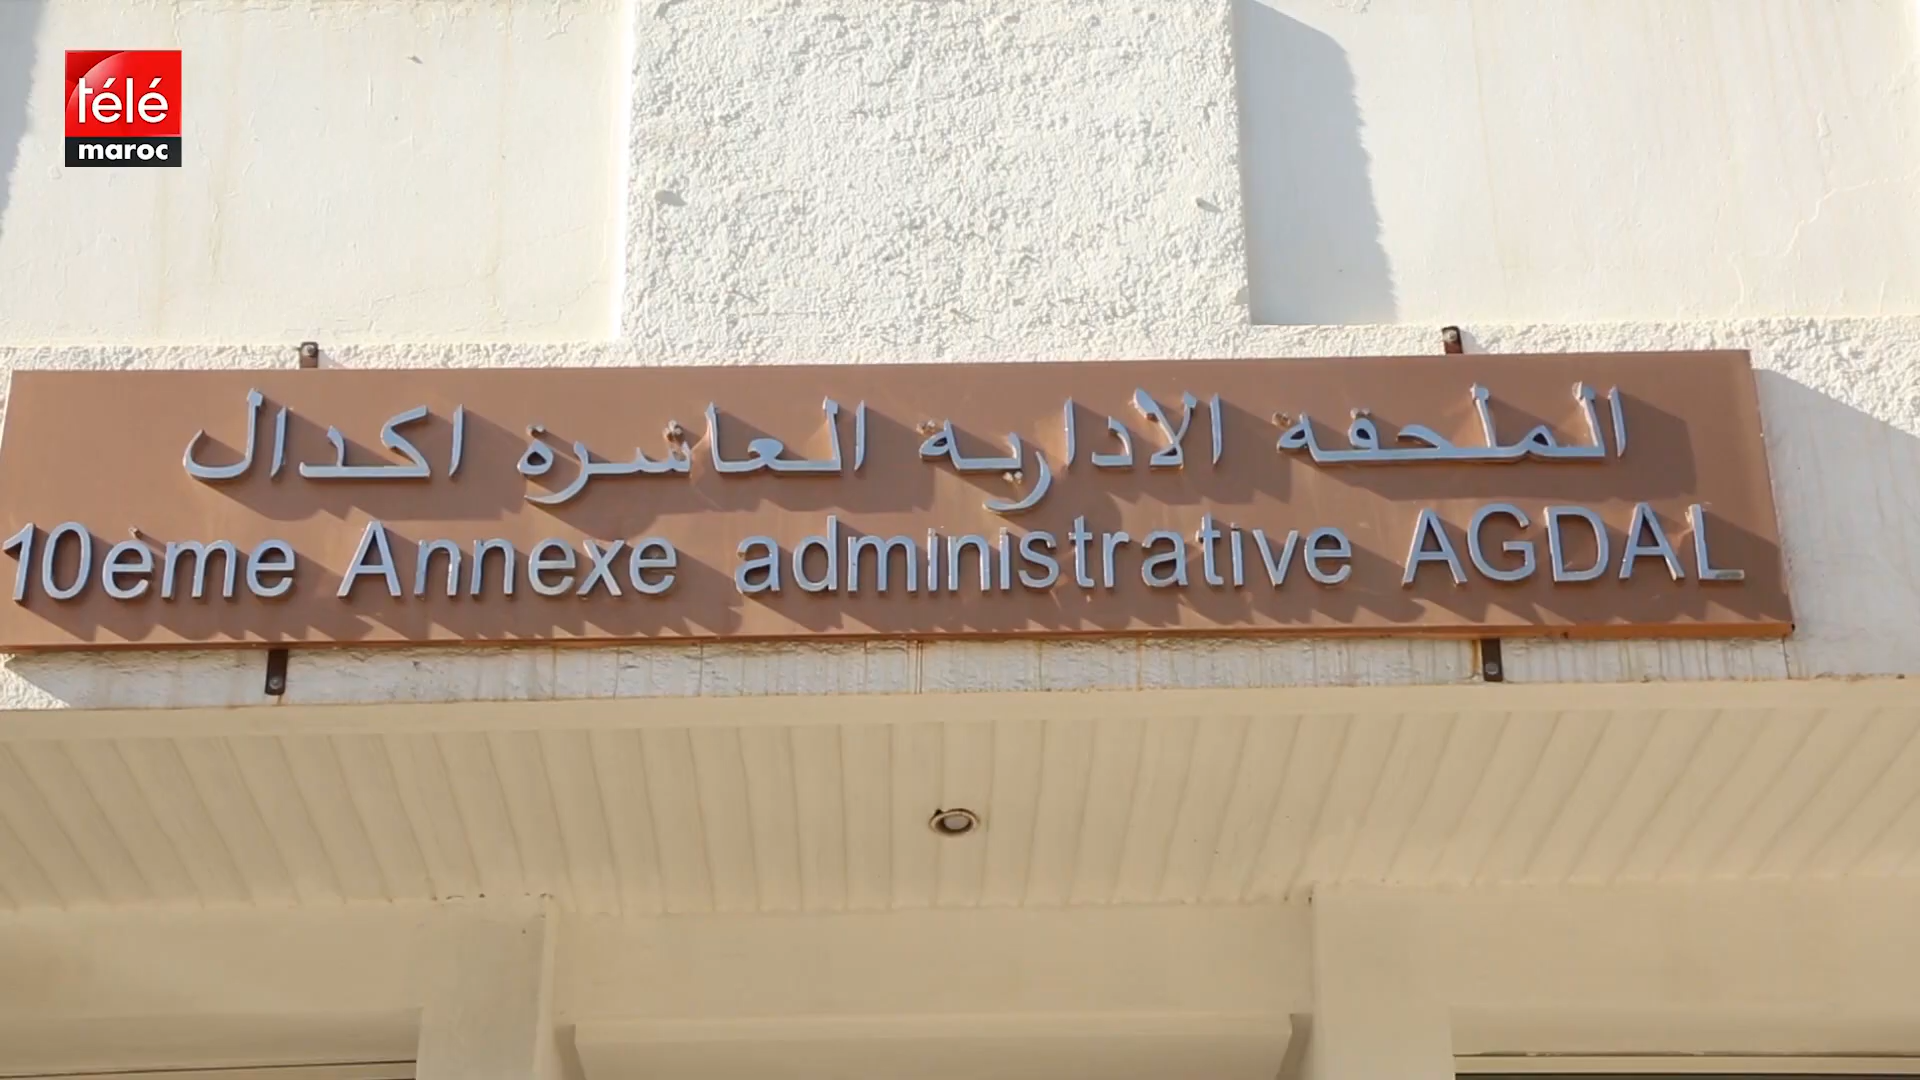 télé
maroc
الملحقة الادارية العاشرة اكدال
10ème Annexe administrative AGDAL